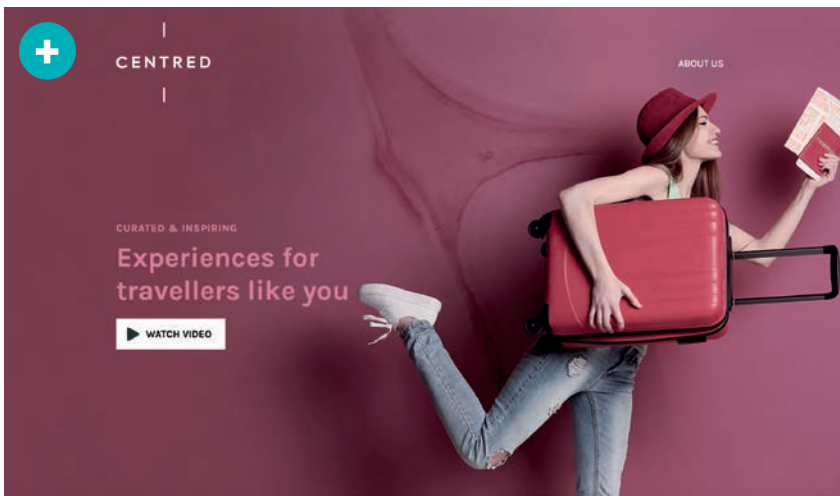 CENTRED
ABOUT US
CURATED & INSPIRING
Experiences for
travellers like you
WATCH VIDEO